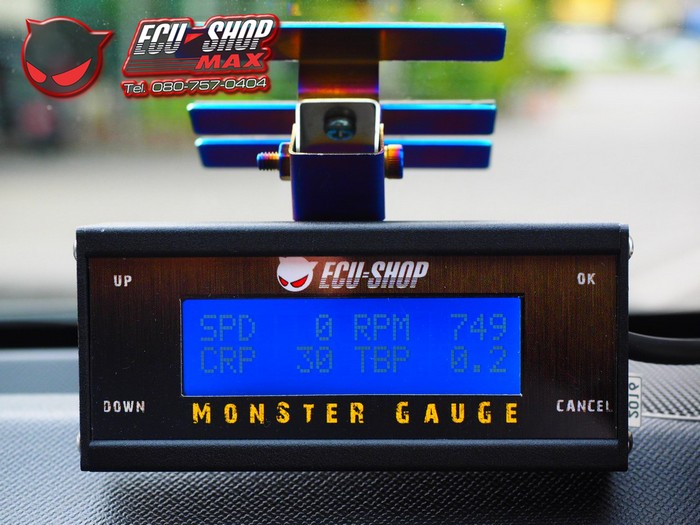 ECU-SHOP
MAX
Tel. 080-757-0404
ECU-SHOP
UP
OK
SPD 0 RPM 749
CRP 30 TBP 0.2
DOWN
CANCEL
MONSTER GAUGE